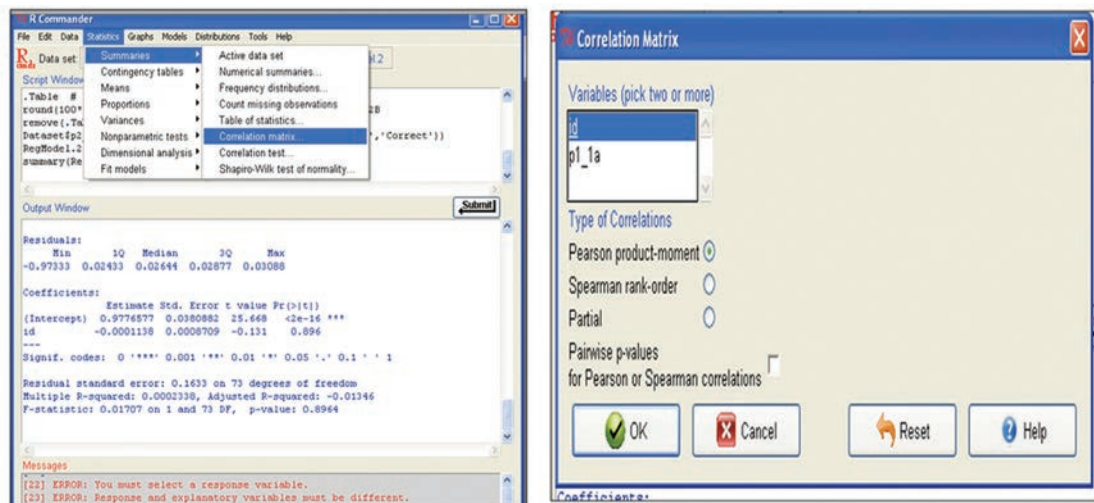 R Commander
File Edit Data Statistics Graphs Models Distributions Tools Help
Data set:
Summaries
Contingency tables
Means
Proportions
Variances
Nonparametric tests
Dimensional analysis
Fit models
Active data set
Numerical summaries...
Frequency distributions...
Count missing observations
Table of statistics...
Correlation matrix...
Correlation test...
Shapiro-Wilk test of normality...
Script Window
.Table #
round(100*
remove(.Ta
Dataset$p2 ,'Correct'))
RegModel.2
summary(Re
Output Window
Submit
Residuals:
Min 1Q Median 3Q Max
-0.97333 0.02433 0.02644 0.02877 0.03088
Coefficients:
Estimate Std. Error t value Pr(>|t|)
(Intercept) 0.9776577 0.0380882 25.668 <2e-16 ***
id -0.0001138 0.0008709 -0.131 0.896
---
Signif. codes: 0 '***' 0.001 '**' 0.01 '*' 0.05 '.' 0.1 ' ' 1
Residual standard error: 0.1633 on 73 degrees of freedom
Multiple R-squared: 0.0002338, Adjusted R-squared: -0.01346
F-statistic: 0.01707 on 1 and 73 DF, p-value: 0.8964
Messages
[22] ERROR: You must select a response variable.
[23] ERROR: Response and explanatory variables must be different.
Correlation Matrix
Variables (pick two or more)
id
p1_1a
Type of Correlations
Pearson product-moment
Spearman rank-order
Partial
Pairwise p-values
for Pearson or Spearman correlations
OK Cancel Reset Help
Coefficients: